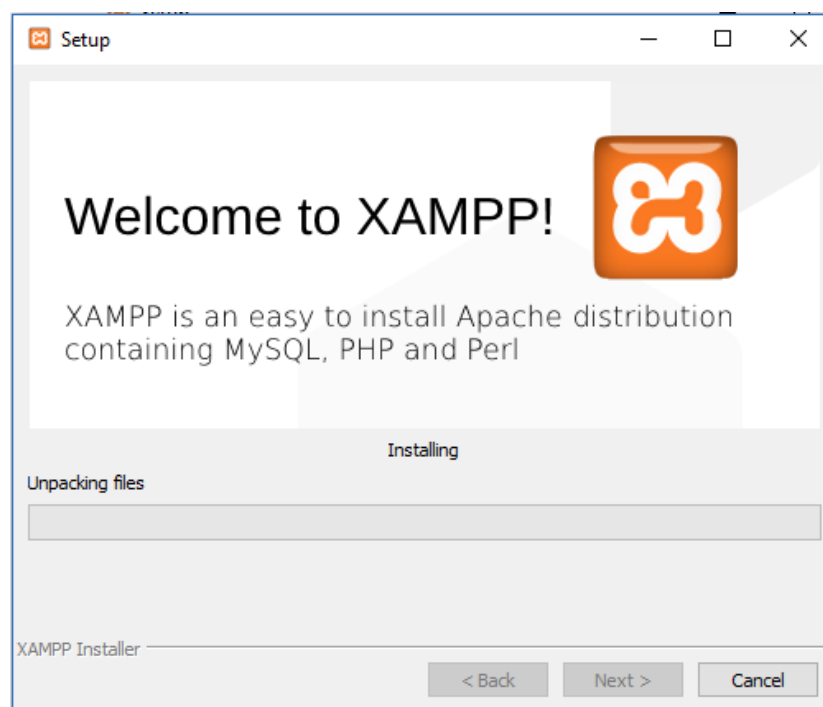 Setup
Welcome to XAMPP!
XAMPP is an easy to install Apache distribution
containing MySQL, PHP and Perl
Installing
Unpacking files
XAMPP Installer
< Back
Next >
Cancel